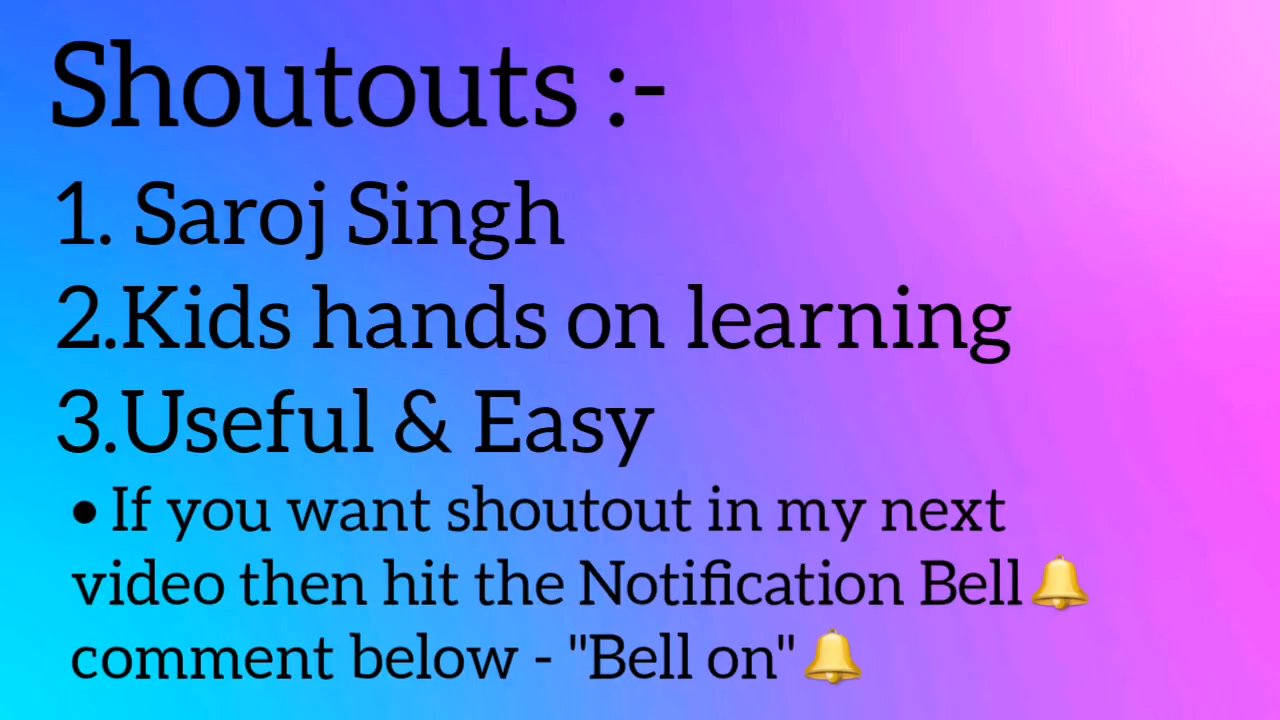 Shoutouts :-
1. Saroj Singh
2.Kids hands on learning
3.Useful & Easy
• If you want shoutout in my next
video then hit the Notification Bell🔔
comment below - "Bell on"🔔